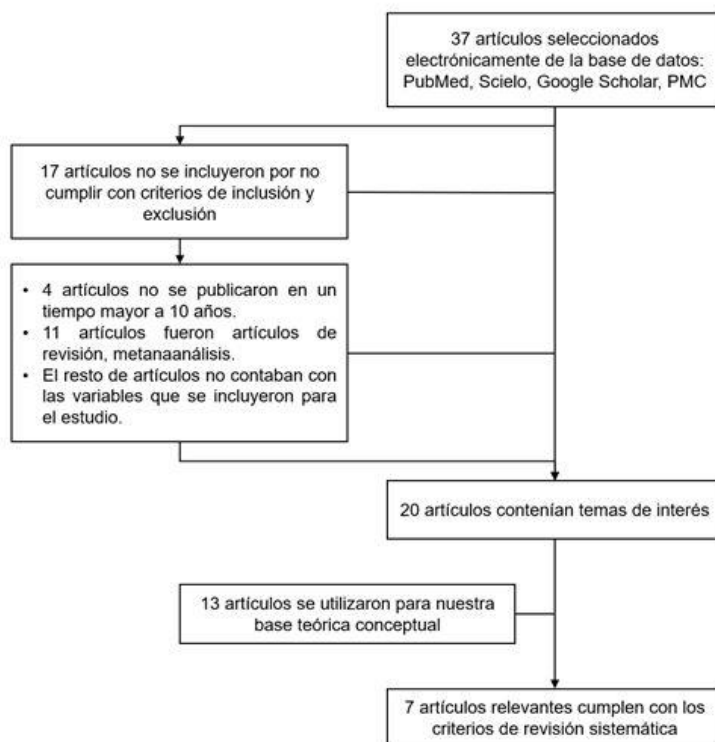 37 artículos seleccionados
electrónicamente de la base de datos:
PubMed, Scielo, Google Scholar, PMC
17 artículos no se incluyeron por no
cumplir con criterios de inclusión y
exclusión
• 4 artículos no se publicaron en un
tiempo mayor a 10 años.
• 11 artículos fueron artículos de
revisión, metanaanálisis.
• El resto de artículos no contaban con
las variables que se incluyeron para
el estudio.
20 artículos contenían temas de interés
13 artículos se utilizaron para nuestra
base teórica conceptual
7 artículos relevantes cumplen con los
criterios de revisión sistemática